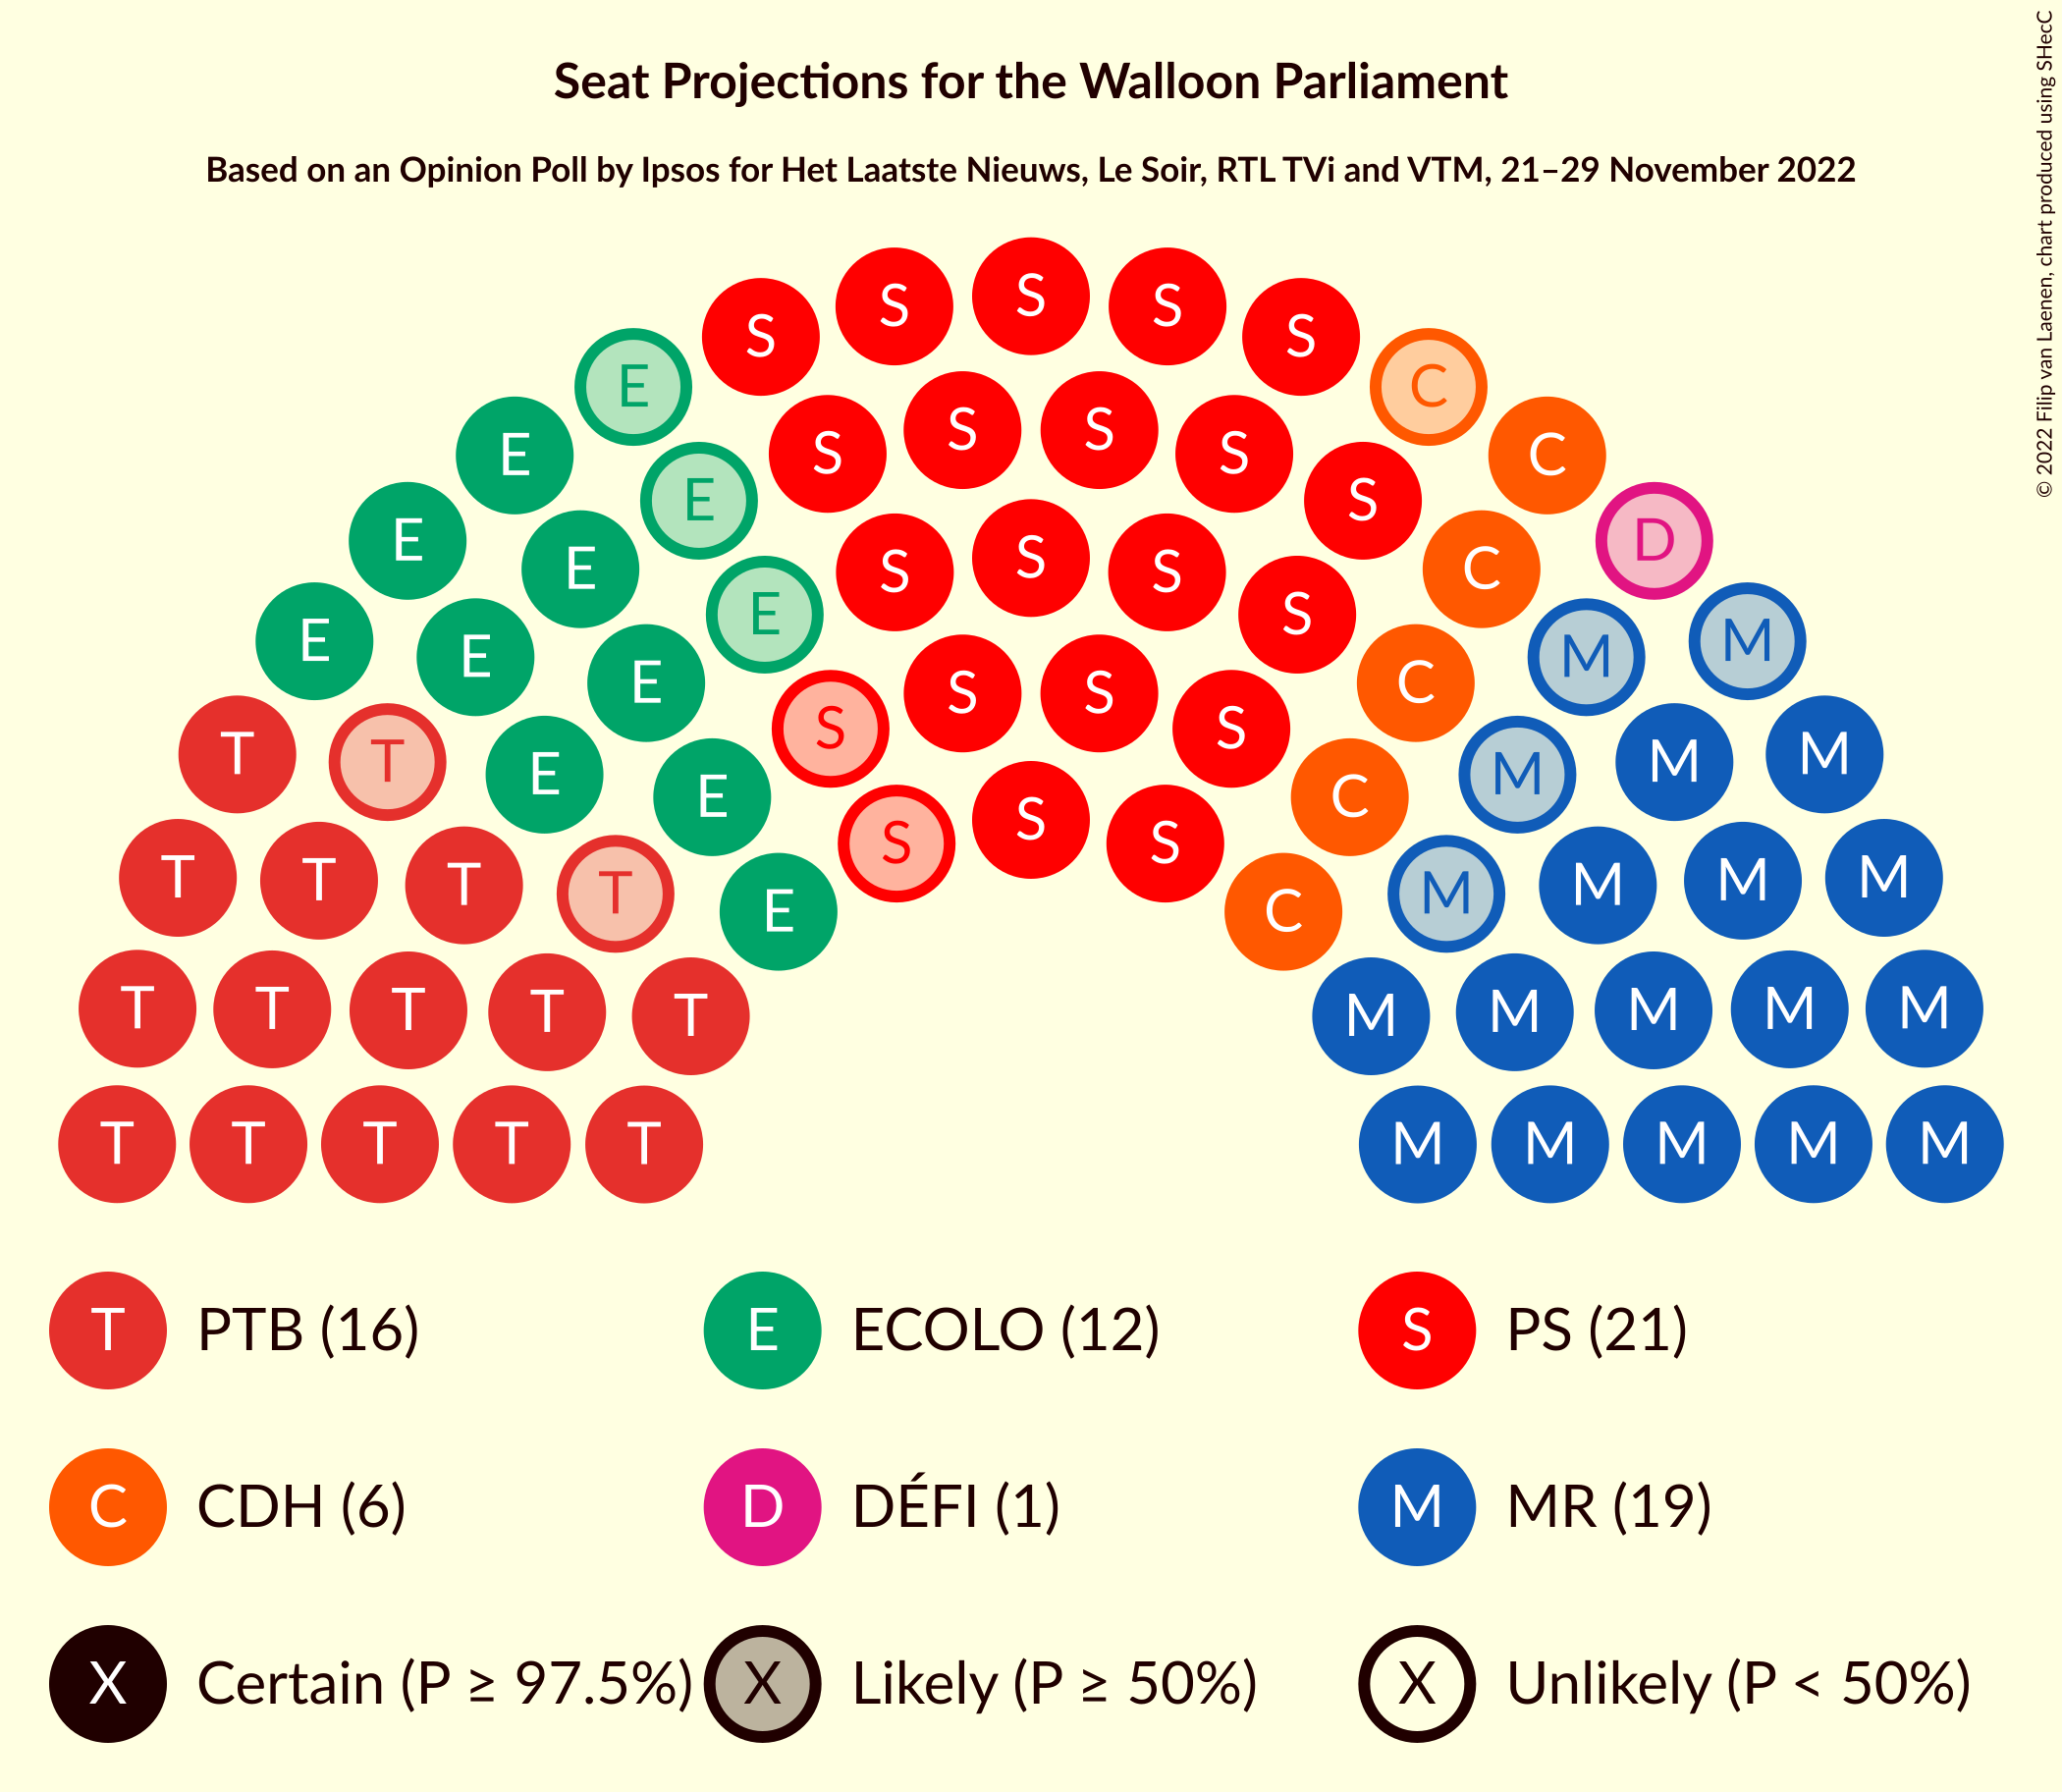 Seat Projections for the Walloon Parliament
Based on an Opinion Poll by Ipsos for Het Laatste Nieuws, Le Soir, RTL TVi and VTM, 21–29 November 2022
© 2022 Filip van Laenen, chart produced using SHecC
S S S S S
E C
E S S S S C
E E E S S S S C D
E E E E S S S C M M
T T E E S S C M M M
T T T T E S S S C M M M M
T T T T T M M M M M
T T T T T M M M M M
T PTB (16) E ECOLO (12) S PS (21)
C CDH (6) D DÉFI (1) M MR (19)
X Certain (P ≥ 97.5%) X Likely (P ≥ 50%) X Unlikely (P < 50%)